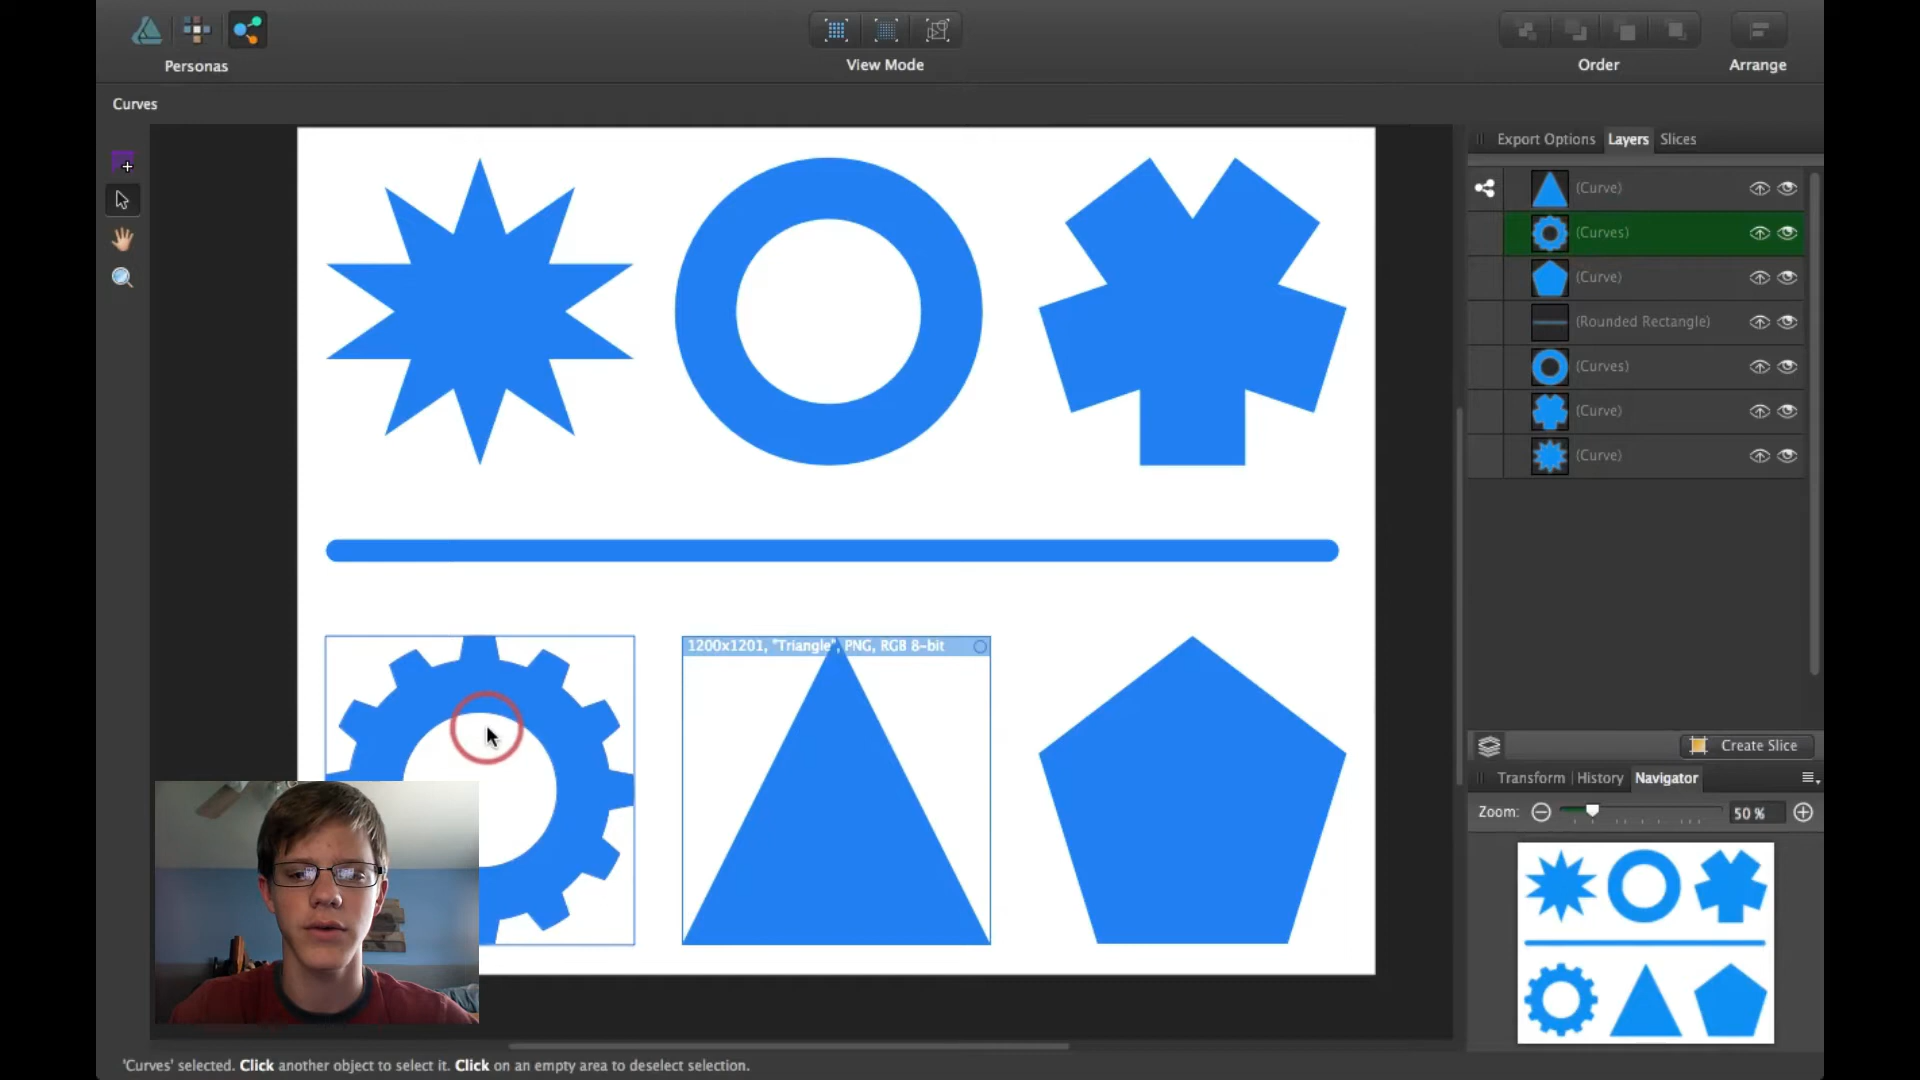 Personas
View Mode
Order
Arrange
Curves
Export Options Layers Slices
(Curve)
(Curves)
(Curve)
(Rounded Rectangle)
(Curves)
(Curve)
(Curve)
1200x1201, "Triangle", PNG, RGB 8-bit
Create Slice
Transform History Navigator
Zoom: 50 %
'Curves' selected. Click another object to select it. Click on an empty area to deselect selection.